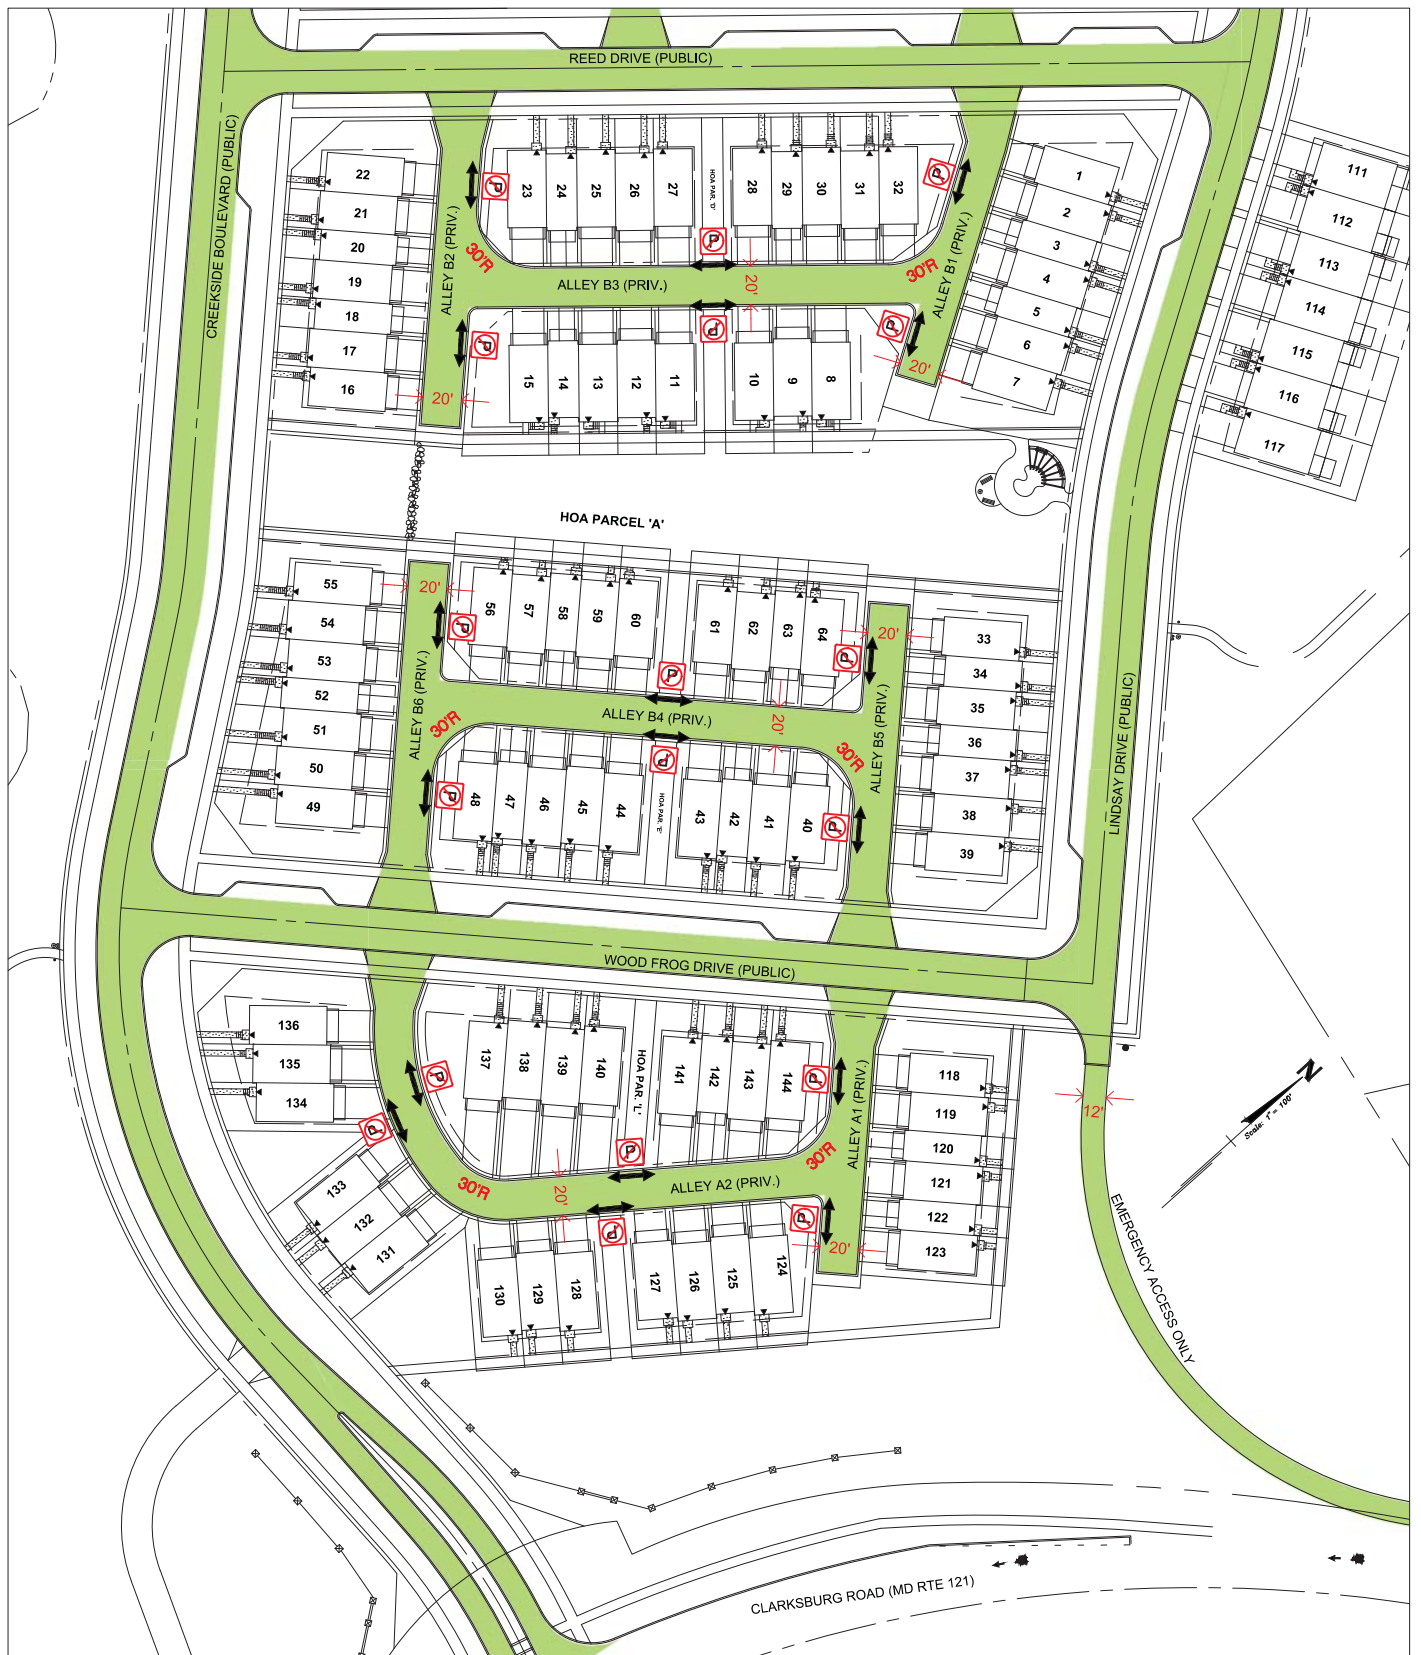 REED DRIVE (PUBLIC)
CREEKSIDE BOULEVARD (PUBLIC)
22
21
20
19
18
17
16
ALLEY B2 (PRIV.)
20'
30'R
P
P
23
24
25
26
27
HOA PAR. 'D'
28
29
30
31
32
P
P
P
P
ALLEY B3 (PRIV.)
20'
30'R
ALLEY B1 (PRIV.)
20'
15
14
13
12
11
10
9
8
1
2
3
4
5
6
7
111
112
113
114
115
116
117
HOA PARCEL 'A'
55
54
53
52
51
50
49
20'
ALLEY B6 (PRIV.)
30'R
P
P
56
57
58
59
60
61
62
63
64
P
P
P
P
ALLEY B4 (PRIV.)
20'
30'R
20'
ALLEY B5 (PRIV.)
48
47
46
45
44
HOA PAR. 'E'
43
42
41
40
33
34
35
36
37
38
39
LINDSAY DRIVE (PUBLIC)
WOOD FROG DRIVE (PUBLIC)
136
135
134
133
132
131
P
P
137
138
139
140
HOA PAR. 'L'
141
142
143
144
P
P
P
P
30'R
20'
ALLEY A2 (PRIV.)
30'R
ALLEY A1 (PRIV.)
20'
130
129
128
127
126
125
124
118
119
120
121
122
123
12'
N
Scale: 1" = 100'
EMERGENCY ACCESS ONLY
CLARKSBURG ROAD (MD RTE 121)